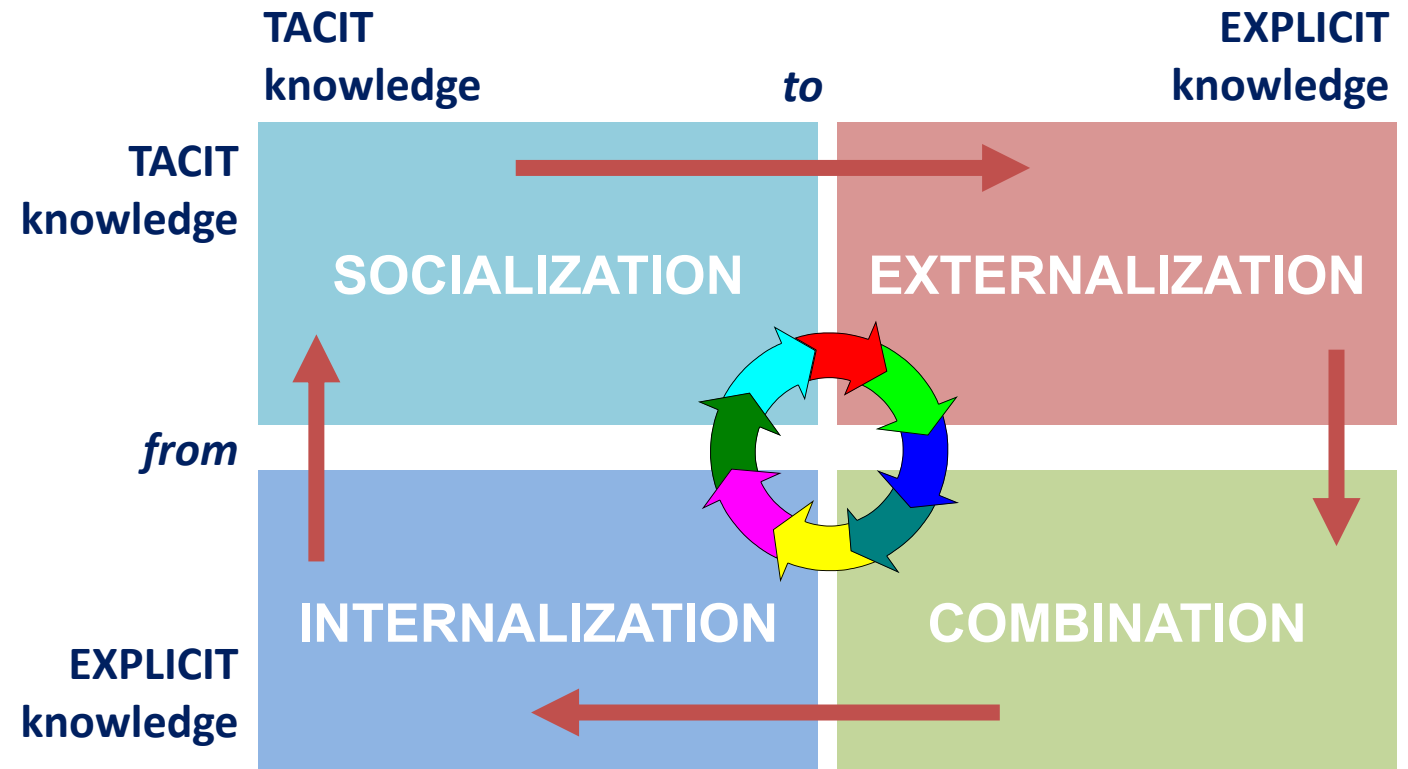 TACIT
knowledge
to
EXPLICIT
knowledge
TACIT
knowledge
SOCIALIZATION
EXTERNALIZATION
from
INTERNALIZATION
COMBINATION
EXPLICIT
knowledge